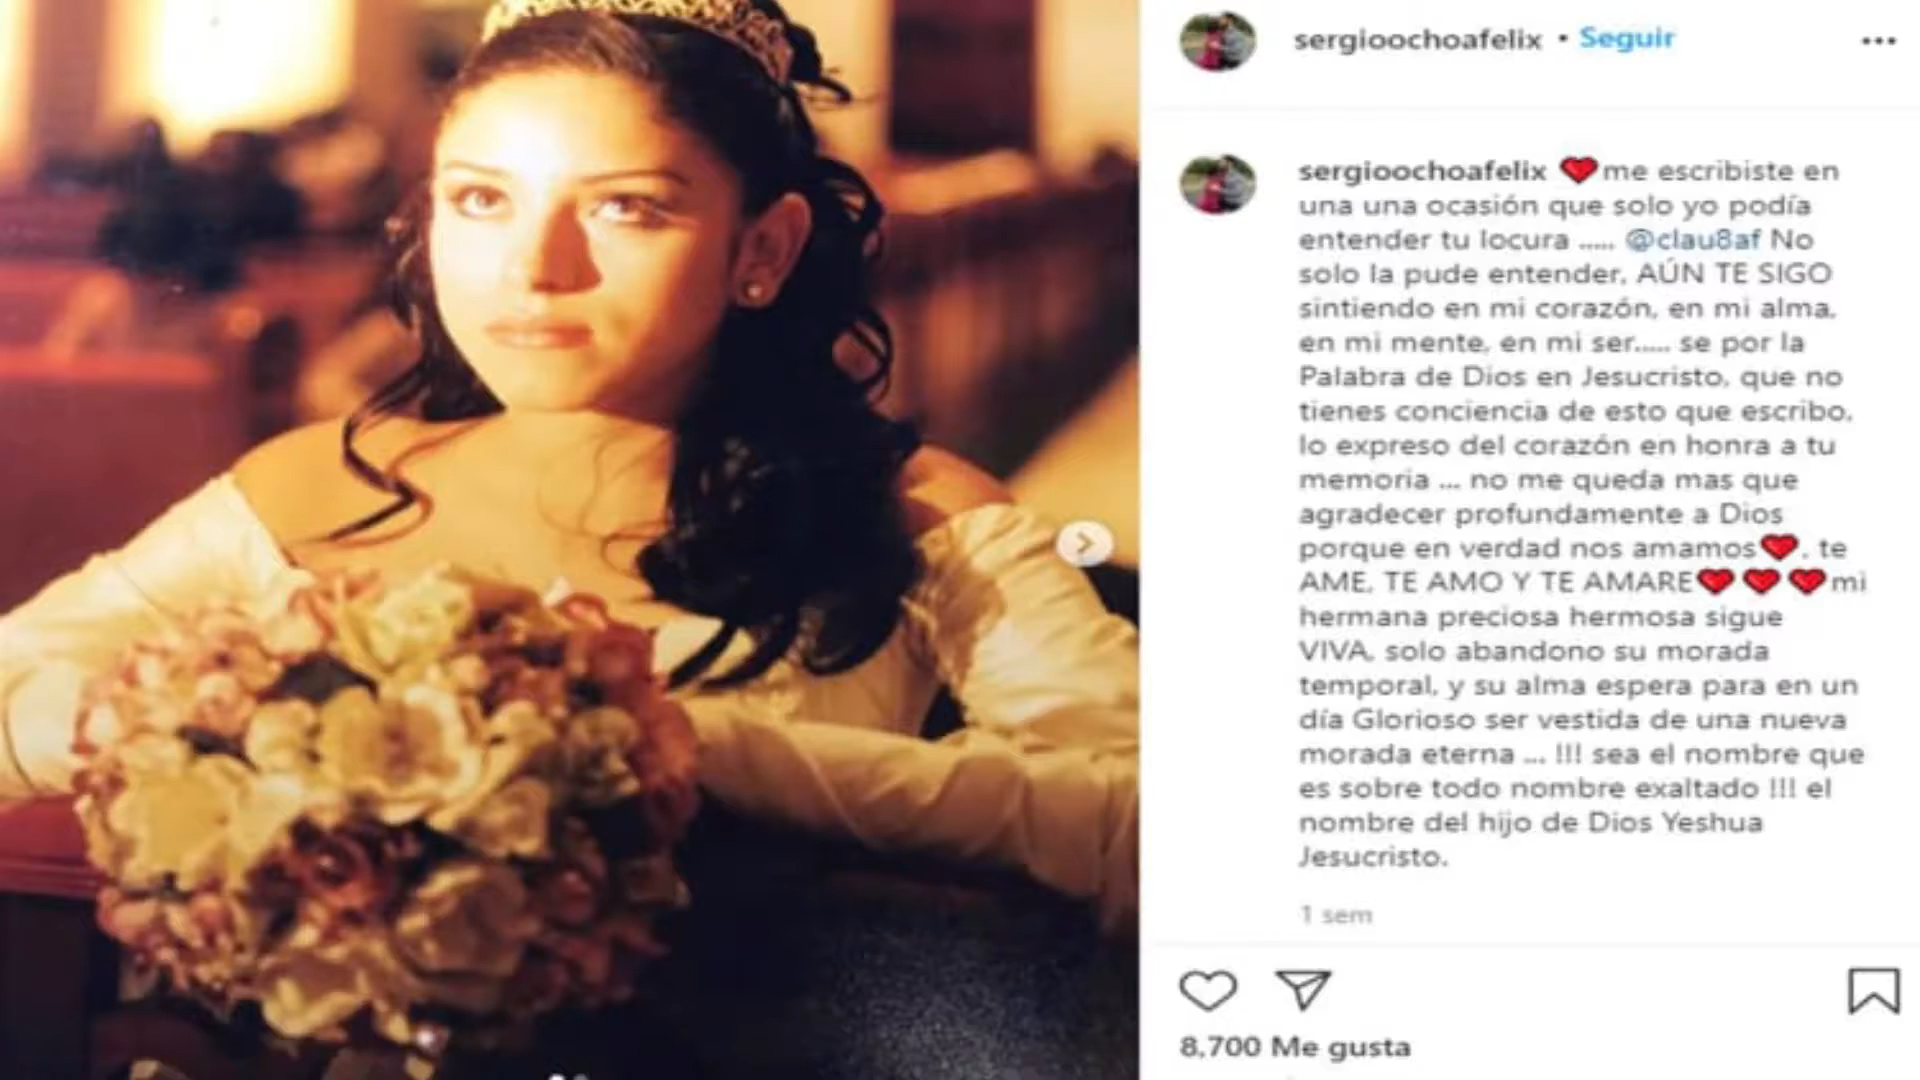 sergioochoafelix • Seguir
sergioochoafelix ❤️me escribiste en
una una ocasión que solo yo podía
entender tu locura ..... @clau8af No
solo la pude entender, AÚN TE SIGO
sintiendo en mi corazón, en mi alma,
en mi mente, en mi ser..... se por la
Palabra de Dios en Jesucristo, que no
tienes conciencia de esto que escribo,
lo expreso del corazón en honra a tu
memoria ... no me queda mas que
agradecer profundamente a Dios
porque en verdad nos amamos❤️, te
AME, TE AMO Y TE AMARE❤️❤️❤️mi
hermana preciosa hermosa sigue
VIVA, solo abandono su morada
temporal, y su alma espera para en un
día Glorioso ser vestida de una nueva
morada eterna ... !!! sea el nombre que
es sobre todo nombre exaltado !!! el
nombre del hijo de Dios Yeshua
Jesucristo.
1 sem
8,700 Me gusta